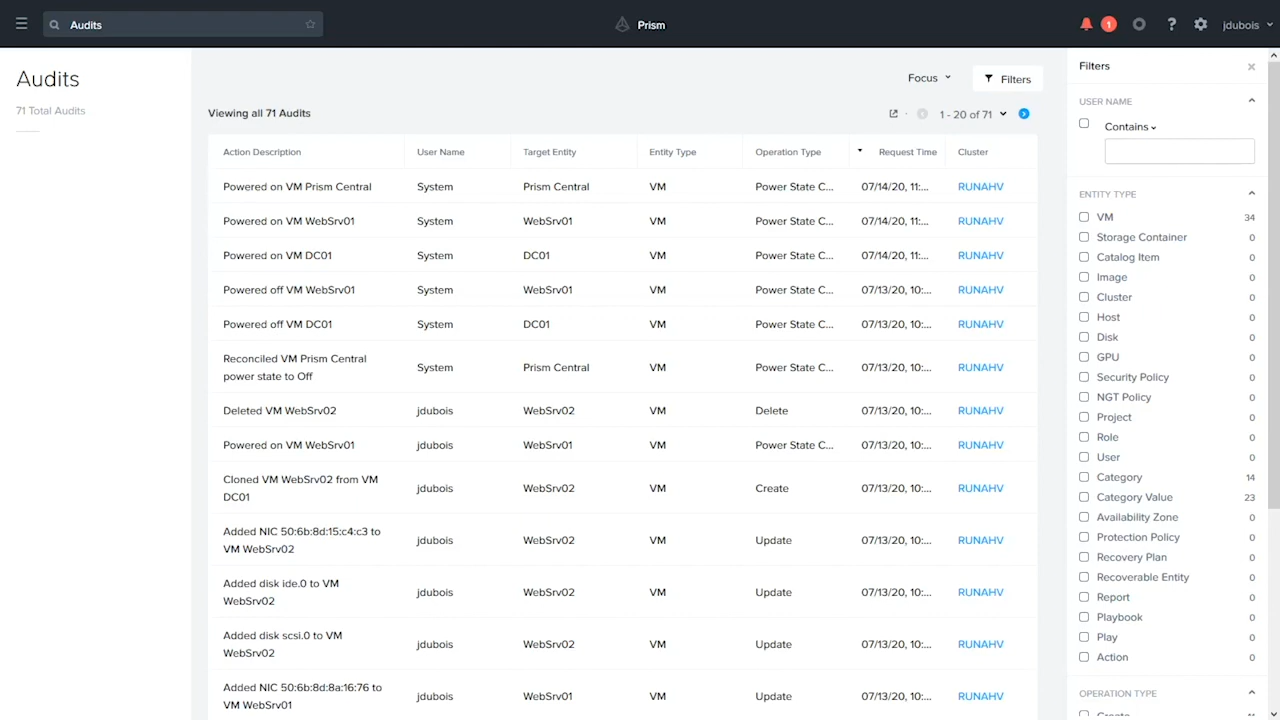 Audits
Prism
1
?
jdubois
Audits
71 Total Audits
Focus
Filters
Viewing all 71 Audits
1 - 20 of 71
Action Description User Name Target Entity Entity Type Operation Type Request Time Cluster
Powered on VM Prism Central System Prism Central VM Power State C... 07/14/20, 11:... RUNAHV
Powered on VM WebSrv01 System WebSrv01 VM Power State C... 07/14/20, 11:... RUNAHV
Powered on VM DC01 System DC01 VM Power State C... 07/14/20, 11:... RUNAHV
Powered off VM WebSrv01 System WebSrv01 VM Power State C... 07/13/20, 10:... RUNAHV
Powered off VM DC01 System DC01 VM Power State C... 07/13/20, 10:... RUNAHV
Reconciled VM Prism Central
power state to Off System Prism Central VM Power State C... 07/13/20, 10:... RUNAHV
Deleted VM WebSrv02 jdubois WebSrv02 VM Delete 07/13/20, 10:... RUNAHV
Powered on VM WebSrv01 jdubois WebSrv01 VM Power State C... 07/13/20, 10:... RUNAHV
Cloned VM WebSrv02 from VM
DC01 jdubois WebSrv02 VM Create 07/13/20, 10:... RUNAHV
Added NIC 50:6b:8d:15:c4:c3 to
VM WebSrv02 jdubois WebSrv02 VM Update 07/13/20, 10:... RUNAHV
Added disk ide.0 to VM
WebSrv02 jdubois WebSrv02 VM Update 07/13/20, 10:... RUNAHV
Added disk scsi.0 to VM
WebSrv02 jdubois WebSrv02 VM Update 07/13/20, 10:... RUNAHV
Added NIC 50:6b:8d:8a:16:76 to
VM WebSrv01 jdubois WebSrv01 VM Update 07/13/20, 10:... RUNAHV
Filters
USER NAME
Contains
ENTITY TYPE
VM 34
Storage Container 0
Catalog Item 0
Image 0
Cluster 0
Host 0
Disk 0
GPU 0
Security Policy 0
NGT Policy 0
Project 0
Role 0
User 0
Category 14
Category Value 23
Availability Zone 0
Protection Policy 0
Recovery Plan 0
Recoverable Entity 0
Report 0
Playbook 0
Play 0
Action 0
OPERATION TYPE
Create